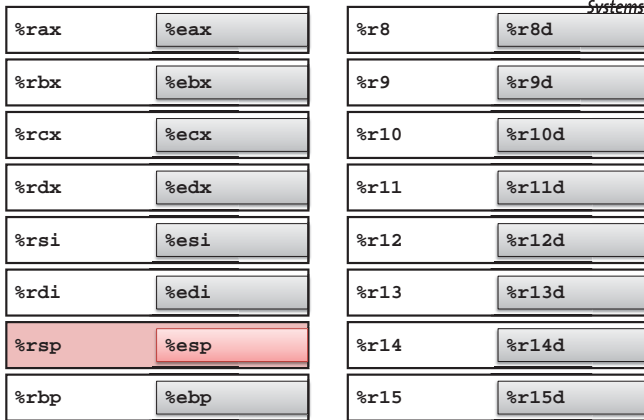 Systems
%rax %eax %r8 %r8d
%rbx %ebx %r9 %r9d
%rcx %ecx %r10 %r10d
%rdx %edx %r11 %r11d
%rsi %esi %r12 %r12d
%rdi %edi %r13 %r13d
%rsp %esp %r14 %r14d
%rbp %ebp %r15 %r15d